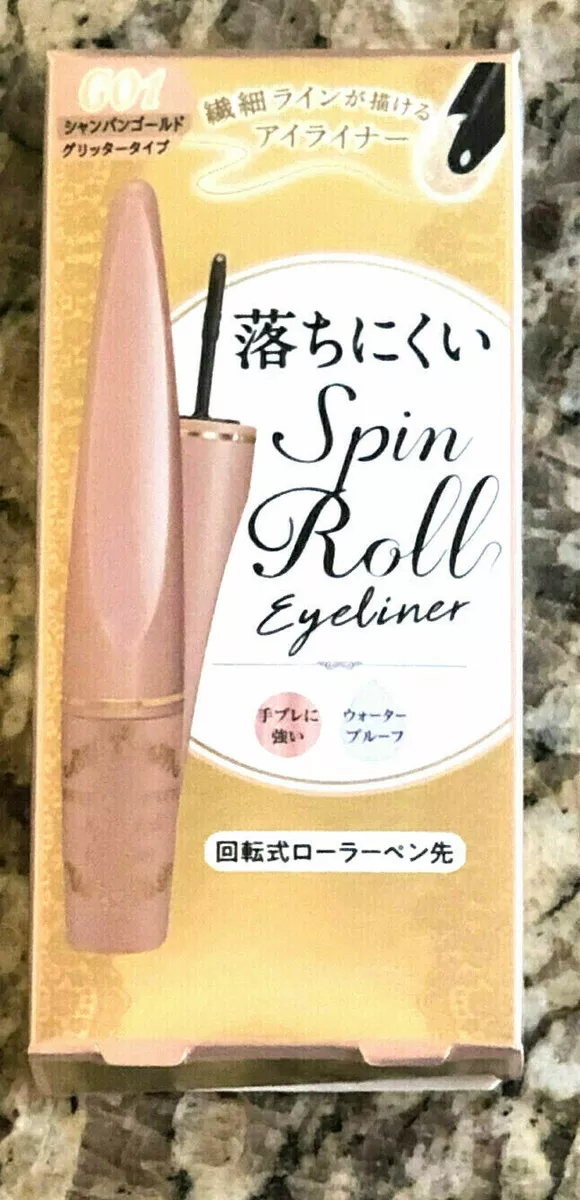 G01
シャンパンゴールド
グリッタータイプ
繊細ラインが描ける
アイライナー
落ちにくい
Spin
Roll
Eyeliner
手ブレに
強い
ウォーター
プルーフ
回転式ローラーペン先